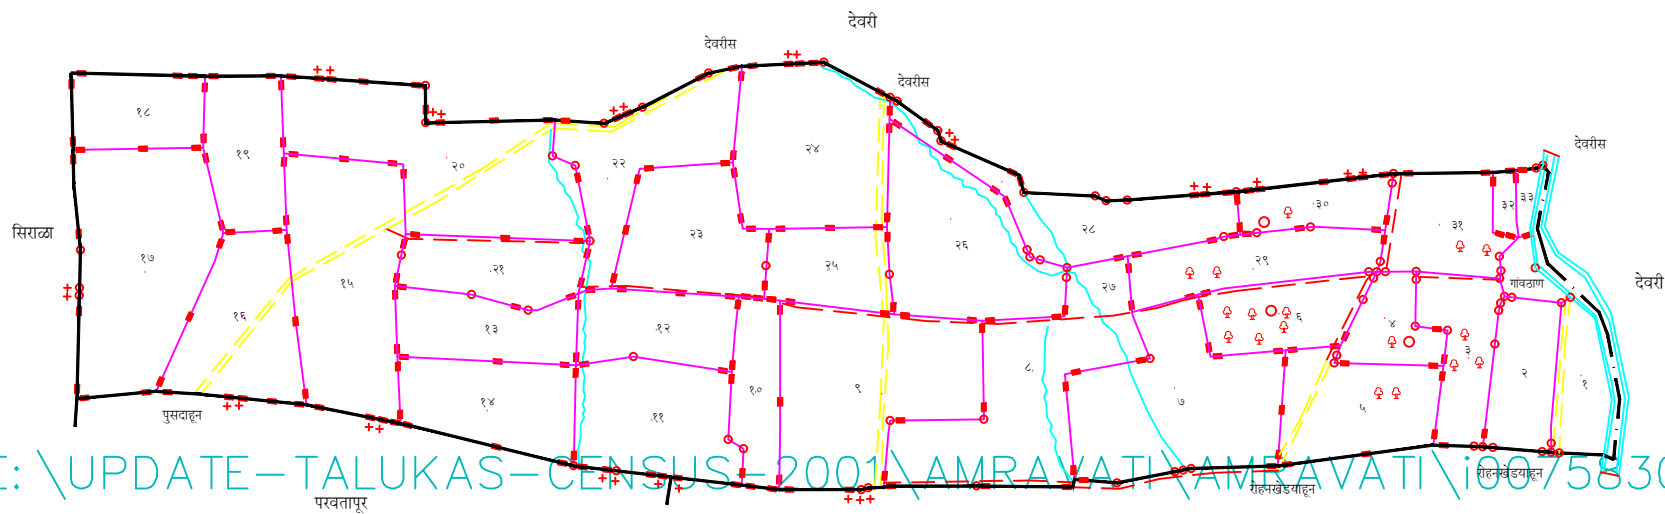 देवरी
देवरीस
देवरीस
देवरीस
सिराळा
देवरी
१८
१९
२०
२२
२४
१७
१६
१५
२१
२३
२५
२६
२८
३०
३१
३२
३३
२९
२७
गांवठाण
१३
१२
१४
११
१०
९
८
७
६
५
४
३
२
१
पुसदाहून
रोहनखेडयाहून
रोहनखेडयाहून
परवतापूर
E:\UPDATE-TALUKAS-CENSUS-2001\AMRAVATI\AMRAVATI\i0075830